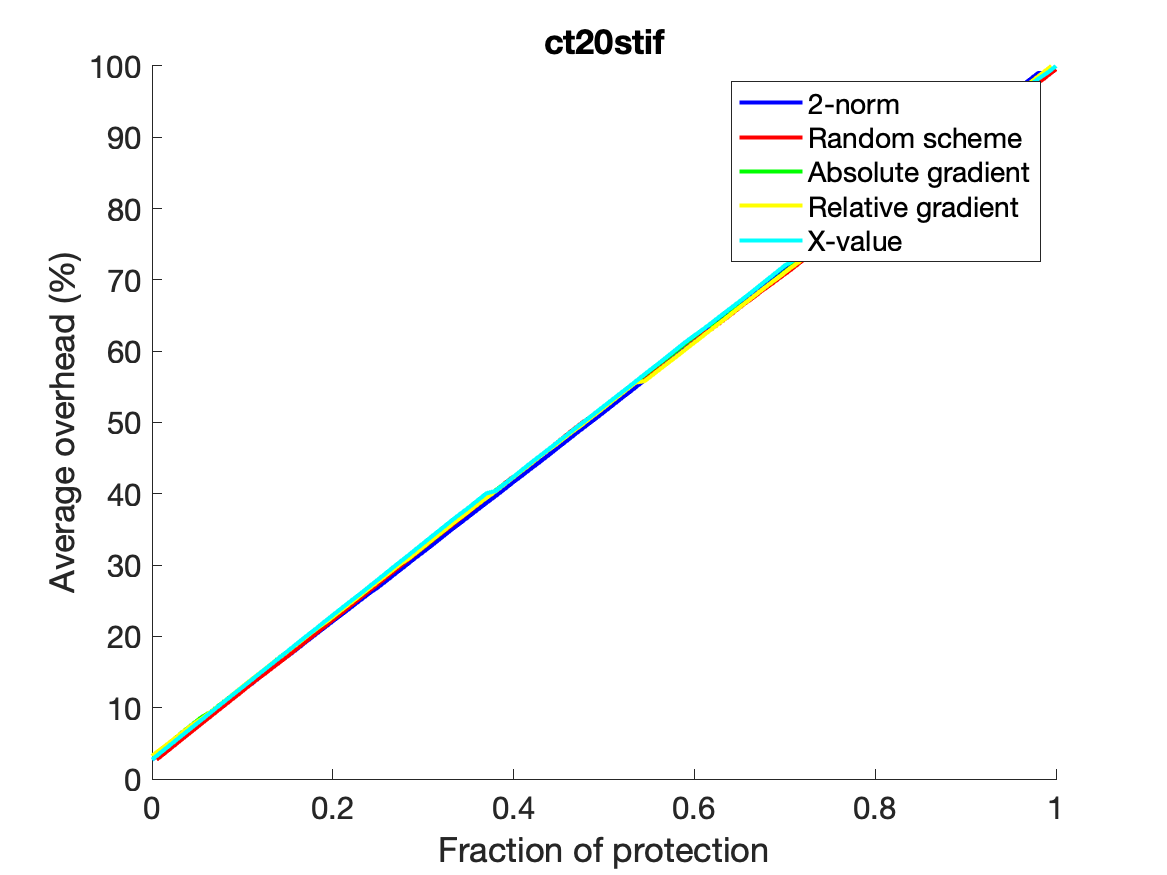 ct20stif
100
90
80
70
60
50
40
30
20
10
0
Average overhead (%)
2-norm
Random scheme
Absolute gradient
Relative gradient
X-value
0
0.2
0.4
0.6
0.8
1
Fraction of protection